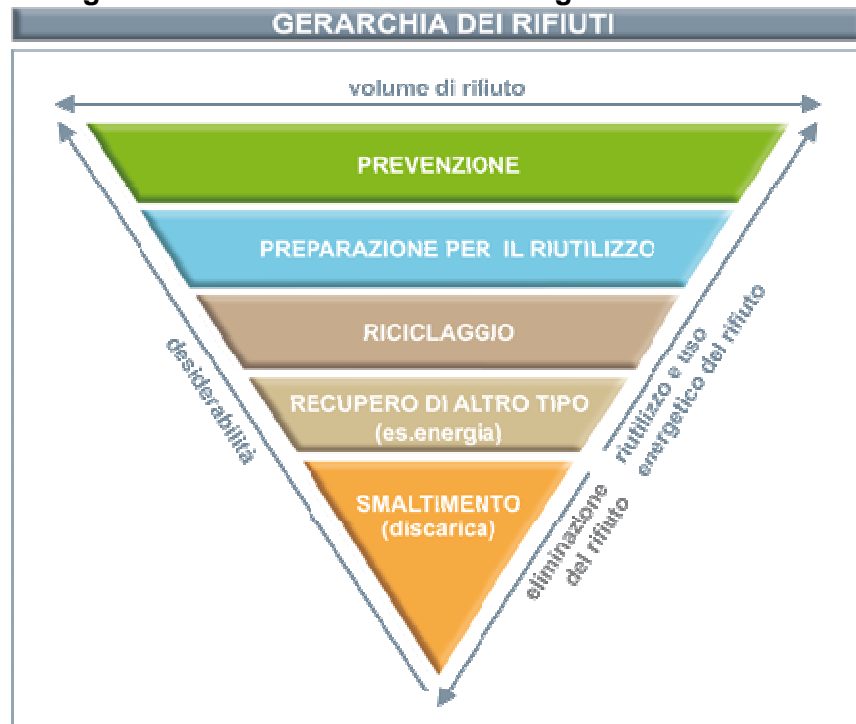 GERARCHIA DEI RIFIUTI
volume di rifiuto
PREVENZIONE
PREPARAZIONE PER IL RIUTILIZZO
RICICLAGGIO
RECUPERO DI ALTRO TIPO
(es.energia)
SMALTIMENTO
(discarica)
desiderabilità
riutilizzo e uso
energetico del rifiuto
eliminazione
del rifiuto